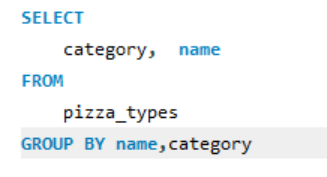 SELECT
    category,  name
FROM
    pizza_types
GROUP BY name,category